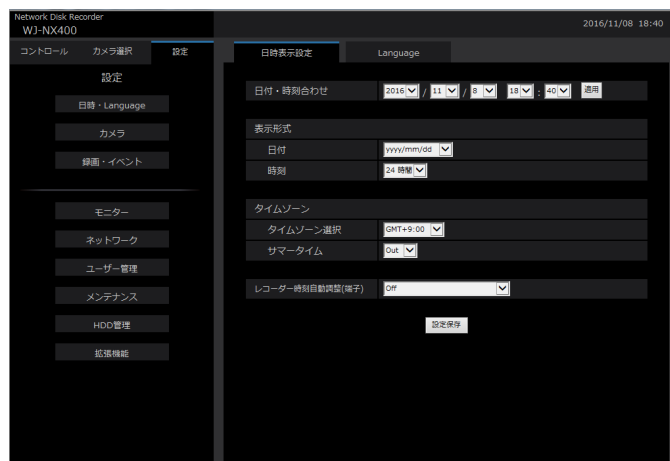 Network Disk Recorder
WJ-NX400
2016/11/08 18:40
コントロール カメラ選択 設定
設定
日時・Language
カメラ
録画・イベント
モニター
ネットワーク
ユーザー管理
メンテナンス
HDD管理
拡張機能
日時表示設定 Language
日付・時刻合わせ 2016 / 11 / 8 18 : 40 適用
表示形式
日付 yyyy/mm/dd
時刻 24 時間
タイムゾーン
タイムゾーン選択 GMT+9:00
サマータイム Out
レコーダー時刻自動調整(端子) Off
設定保存